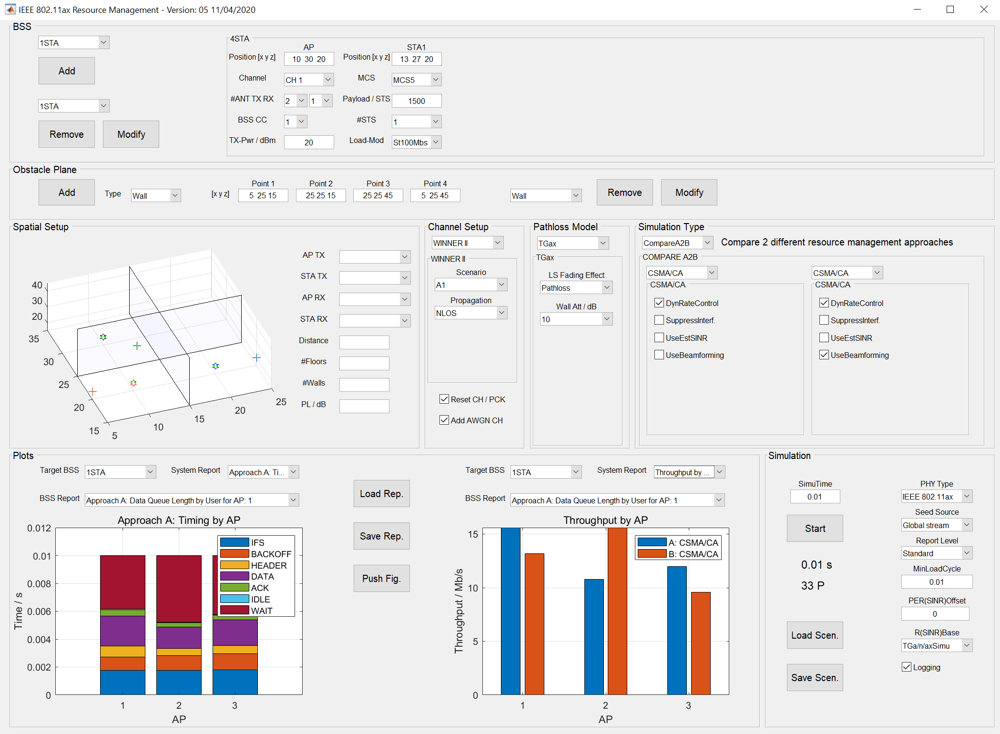 IEEE 802.11ax Resource Management - Version: 05 11/04/2020
BSS
1STA
Add
1STA
Remove
Modify
4STA
AP
STA1
Position [x y z]
10 30 20
Position [x y z]
13 27 20
Channel
CH 1
MCS
MCS5
#ANT TX RX
2
1
Payload / STS
1500
BSS CC
1
#STS
1
TX-Pwr / dBm
20
Load-Mod
St100Mbs
Obstacle Plane
Add
Type
Wall
[x y z]
Point 1
5 25 15
Point 2
25 25 15
Point 3
25 25 45
Point 4
5 25 45
Wall
Remove
Modify
Spatial Setup
40
30
20
35
30
25
20
15
5
10
15
20
25
AP TX
STA TX
AP RX
STA RX
Distance
#Floors
#Walls
PL / dB
Channel Setup
WINNER II
WINNER II
Scenario
A1
Propagation
NLOS
Reset CH / PCK
Add AWGN CH
Pathloss Model
TGax
TGax
LS Fading Effect
Pathloss
Wall Att / dB
10
Simulation Type
CompareA2B
Compare 2 different resource management approaches
COMPARE A2B
CSMA/CA
CSMA/CA
DynRateControl
SuppressInterf.
UseEstSINR
UseBeamforming
CSMA/CA
CSMA/CA
DynRateControl
SuppressInterf.
UseEstSINR
UseBeamforming
Plots
Target BSS
1STA
System Report
Approach A: Ti...
BSS Report
Approach A: Data Queue Length by User for AP: 1
Approach A: Timing by AP
0.012
0.01
0.008
0.006
0.004
0.002
0
Time / s
1
2
3
AP
IFS
BACKOFF
HEADER
DATA
ACK
IDLE
WAIT
Load Rep.
Save Rep.
Push Fig.
Target BSS
1STA
System Report
Throughput by ...
BSS Report
Approach A: Data Queue Length by User for AP: 1
Throughput by AP
15
10
5
0
Throughput / Mb/s
1
2
3
AP
A: CSMA/CA
B: CSMA/CA
Simulation
SimuTime
0.01
Start
0.01 s
33 P
Load Scen.
Save Scen.
PHY Type
IEEE 802.11ax
Seed Source
Global stream
Report Level
Standard
MinLoadCycle
0.01
PER(SINR)Offset
0
R(SINR)Base
TGa/n/axSimu
Logging